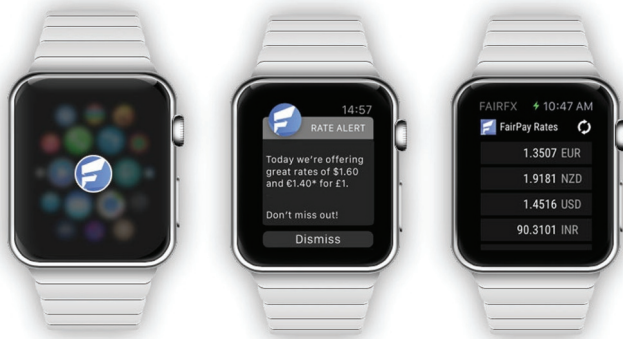 14:57
RATE ALERT
Today we're offering
great rates of $1.60
and €1.40* for £1.
Don't miss out!
Dismiss
FAIRFX 10:47 AM
FairPay Rates
1.3507 EUR
1.9181 NZD
1.4516 USD
90.3101 INR